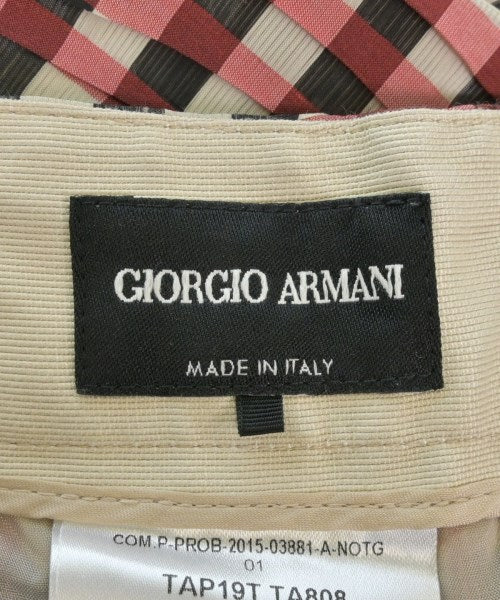 GIORGIO ARMANI
MADE IN ITALY
COM.P-PROB-2015-03881-A-NOTG
01
TAP19T TA808